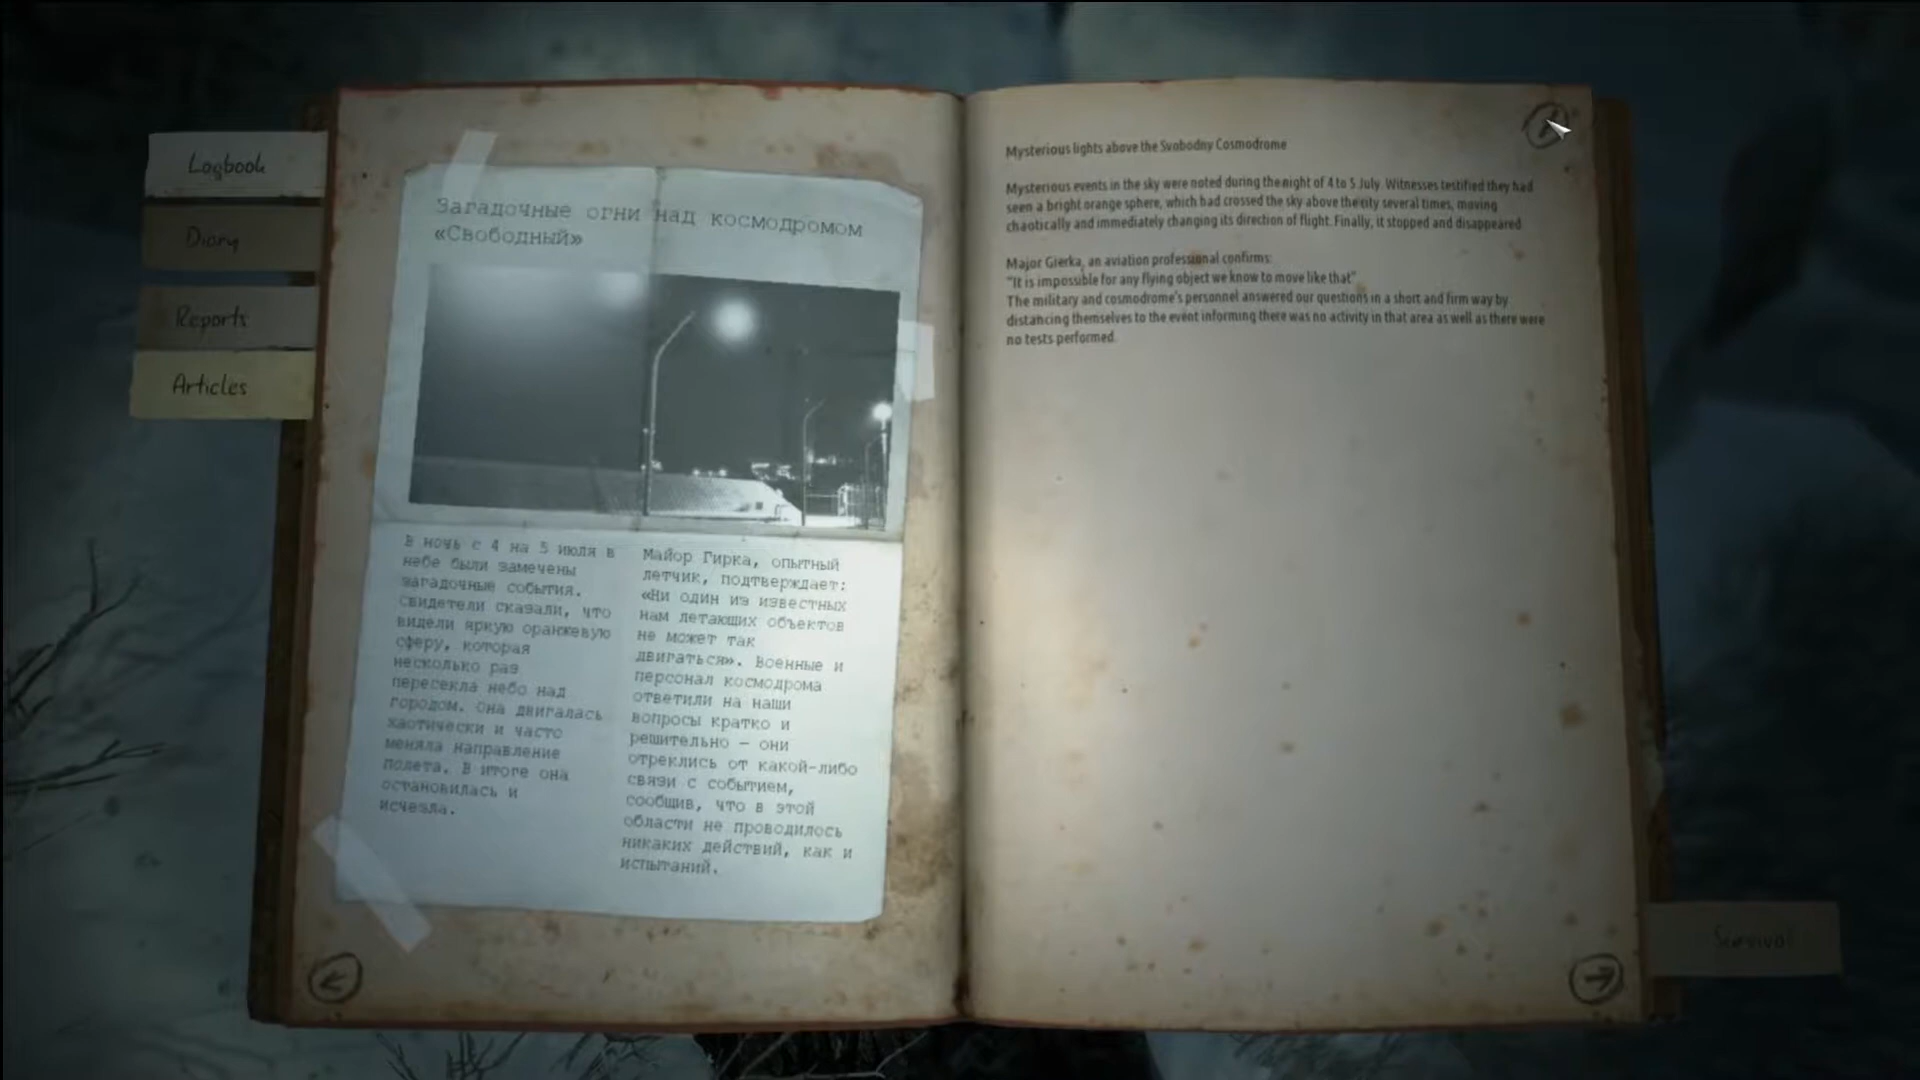 Logbook
Diary
Reports
Articles
Загадочные огни над космодромом
«Свободный»
В ночь с 4 на 5 июля в
небе были замечены
загадочные события.
Свидетели сказали, что
видели яркую оранжевую
сферу, которая
несколько раз
пересекла небо над
городом. Она двигалась
хаотически и часто
меняла направление
полета. В итоге она
остановилась и
исчезла.
Майор Гирка, опытный
летчик, подтверждает:
«Ни один из известных
нам летающих объектов
не может так
двигаться». Военные и
персонал космодрома
ответили на наши
вопросы кратко и
решительно — они
отреклись от какой-либо
связи с событием,
сообщив, что в этой
области не проводилось
никаких действий, как и
испытаний.
Mysterious lights above the Svobodny Cosmodrome
Mysterious events in the sky were noted during the night of 4 to 5 July. Witnesses testified they had
seen a bright orange sphere, which had crossed the sky above the city several times, moving
chaotically and immediately changing its direction of flight. Finally, it stopped and disappeared.
Major Gierka, an aviation professional confirms:
"It is impossible for any flying object we know to move like that"
The military and cosmodrome's personnel answered our questions in a short and firm way by
distancing themselves to the event informing there was no activity in that area as well as there were
no tests performed.
Survival